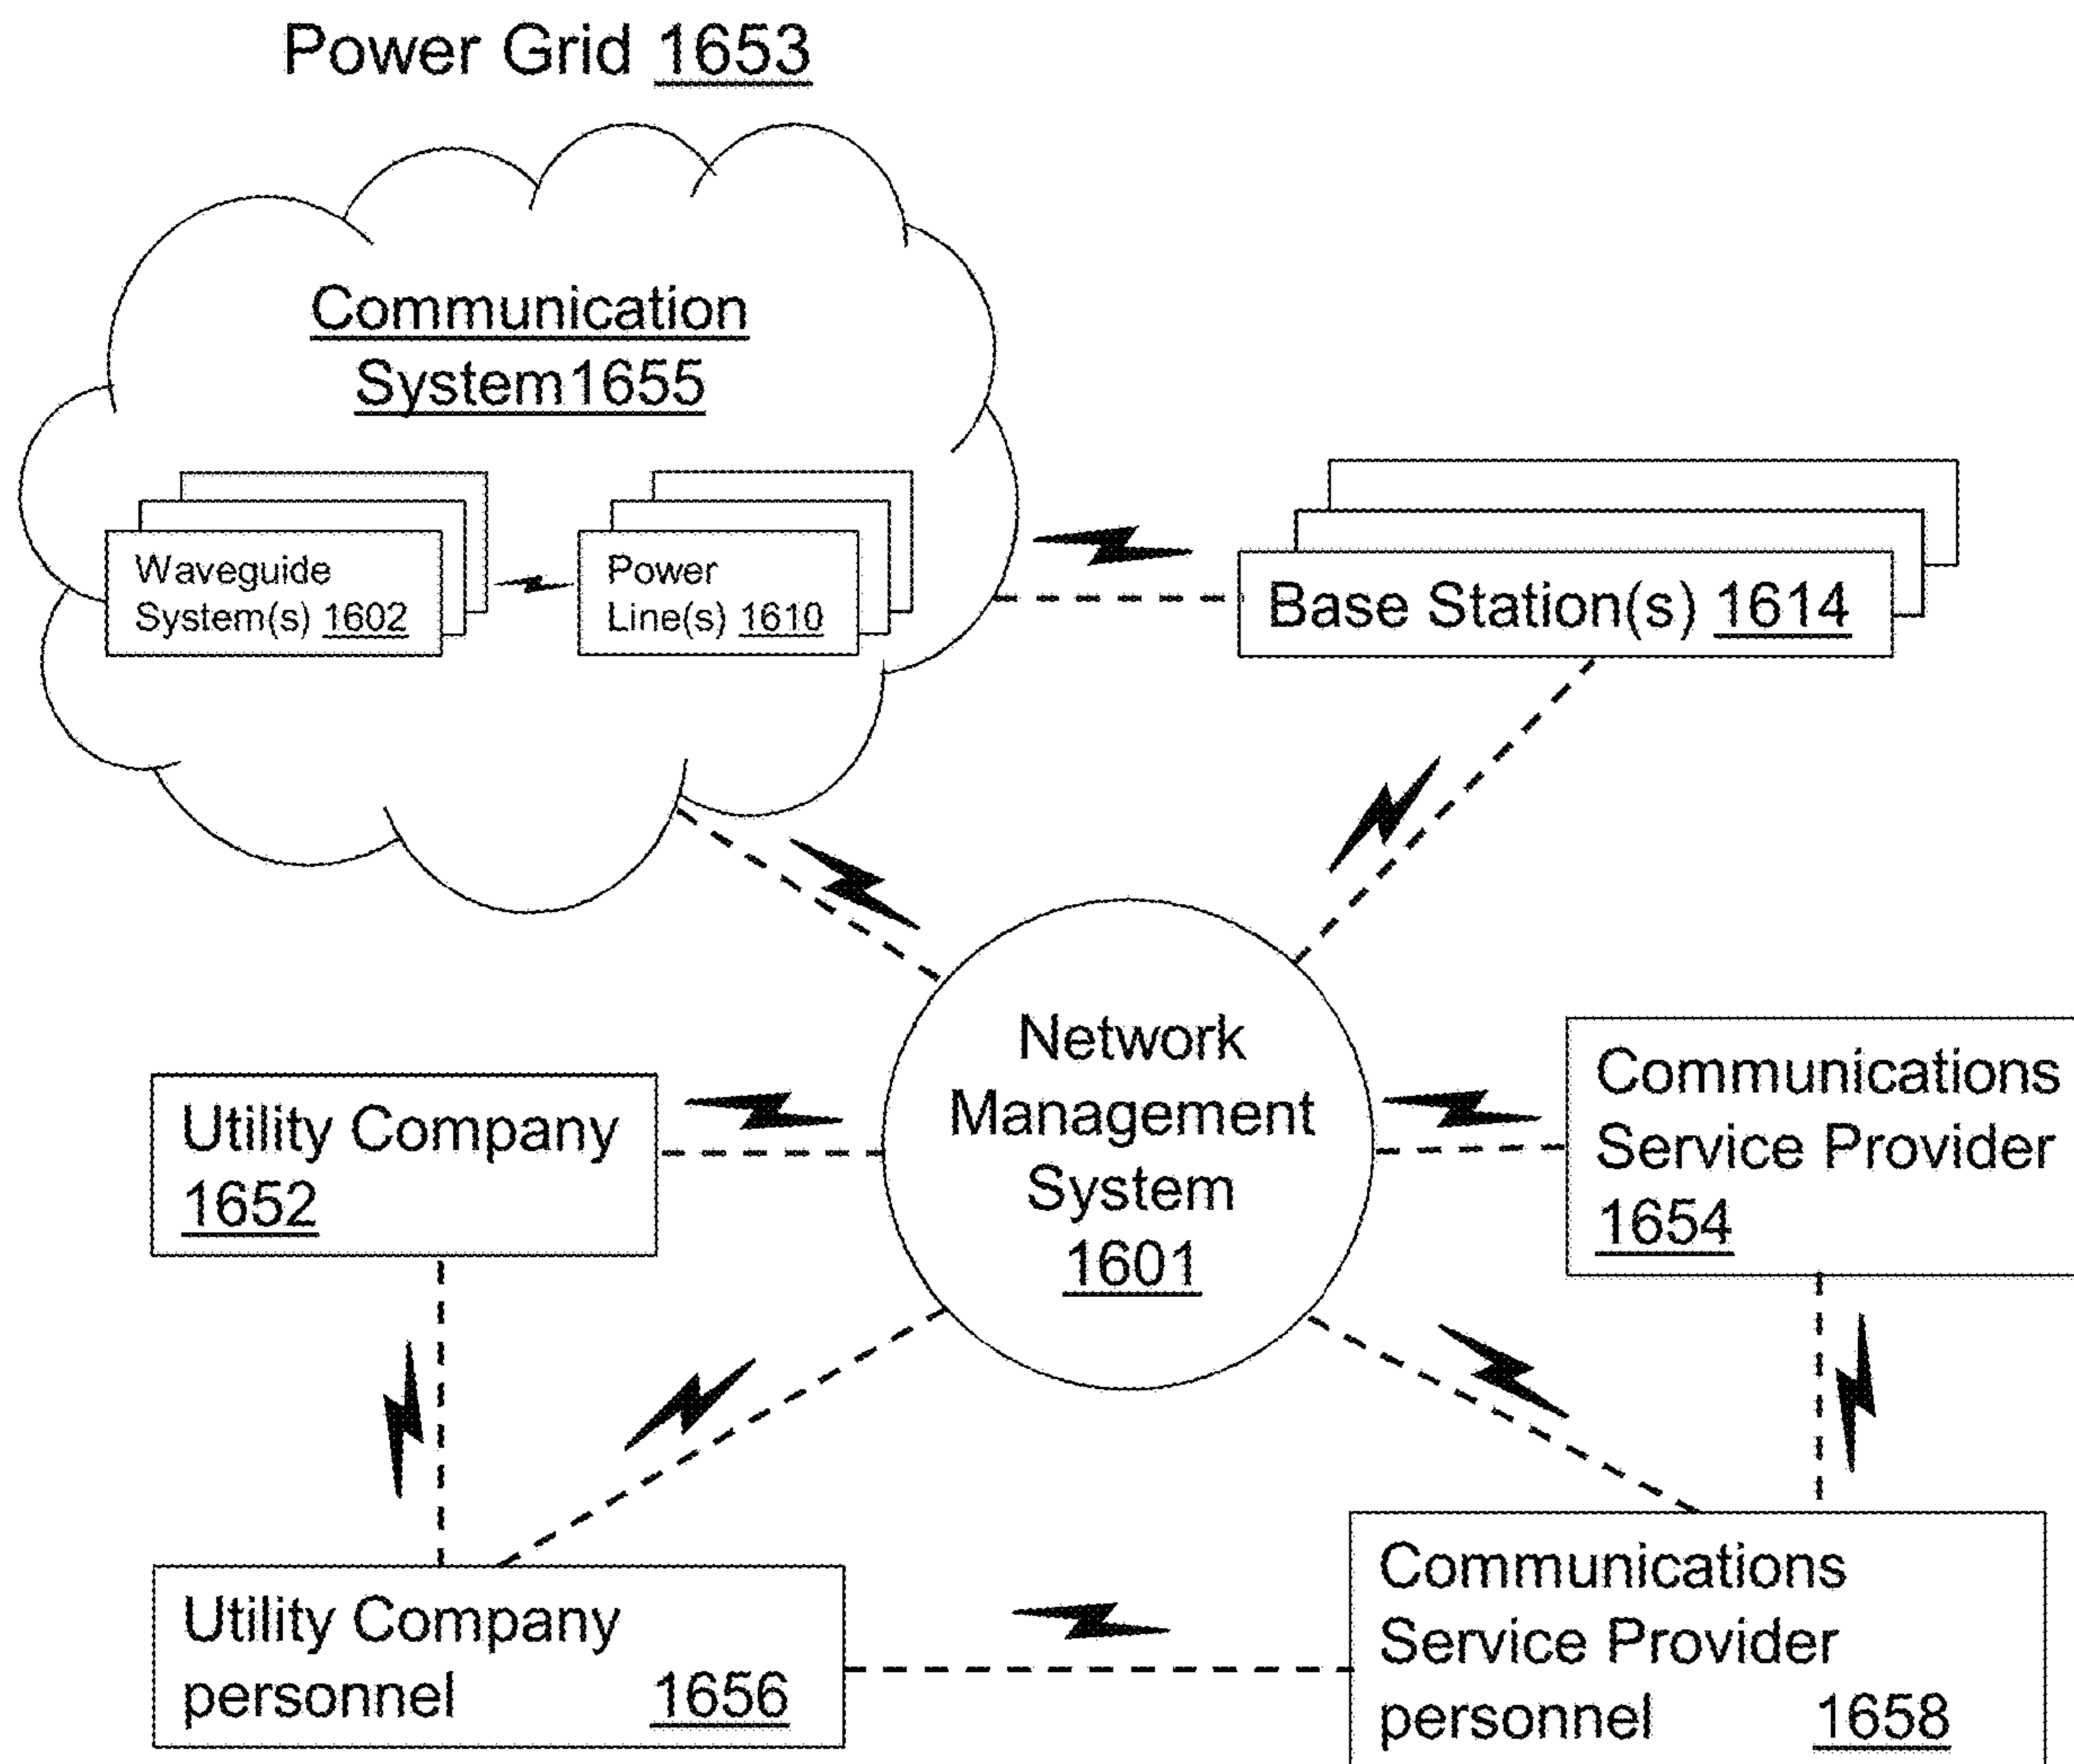 Power Grid 1653
Communication
System1655
Waveguide
System(s) 1602
Power
Line(s) 1610
Base Station(s) 1614
Network
Management
System
1601
Utility Company
1652
Communications
Service Provider
1654
Utility Company
personnel 1656
Communications
Service Provider
personnel 1658